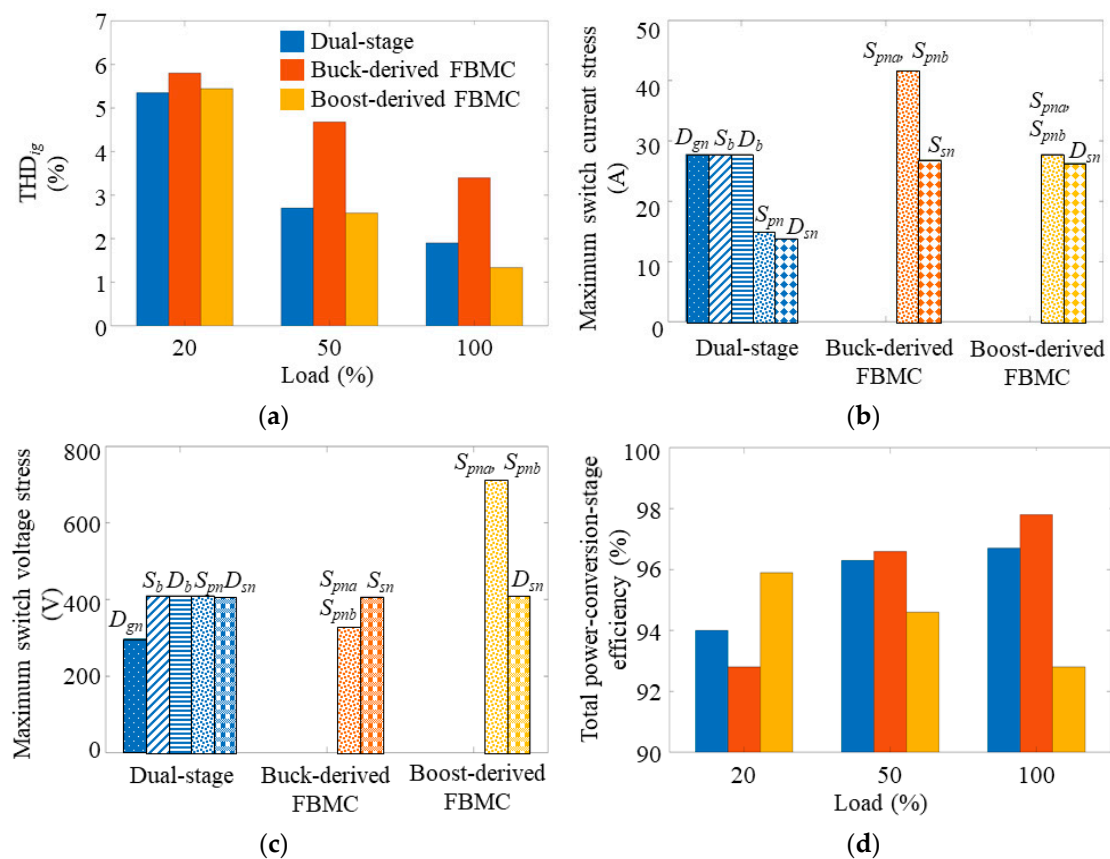 7
6
5
4
3
2
1
0
THDig
(%)
Dual-stage
Buck-derived FBMC
Boost-derived FBMC
20
50
100
Load (%)
(a)
50
40
30
20
10
0
Maximum switch current stress
(A)
Dgn
Sb
Db
Spn
Dsn
Spna, Spnb
Ssn
Spna,
Spnb
Dsn
Dual-stage
Buck-derived
FBMC
Boost-derived
FBMC
(b)
800
600
400
200
0
Maximum switch voltage stress
(V)
Dgn
Sb
Db
Spn
Dsn
Spna
Spnb
Ssn
Spna, Spnb
Dsn
Dual-stage
Buck-derived
FBMC
Boost-derived
FBMC
(c)
100
98
96
94
92
90
Total power-conversion-stage
efficiency (%)
20
50
100
Load (%)
(d)